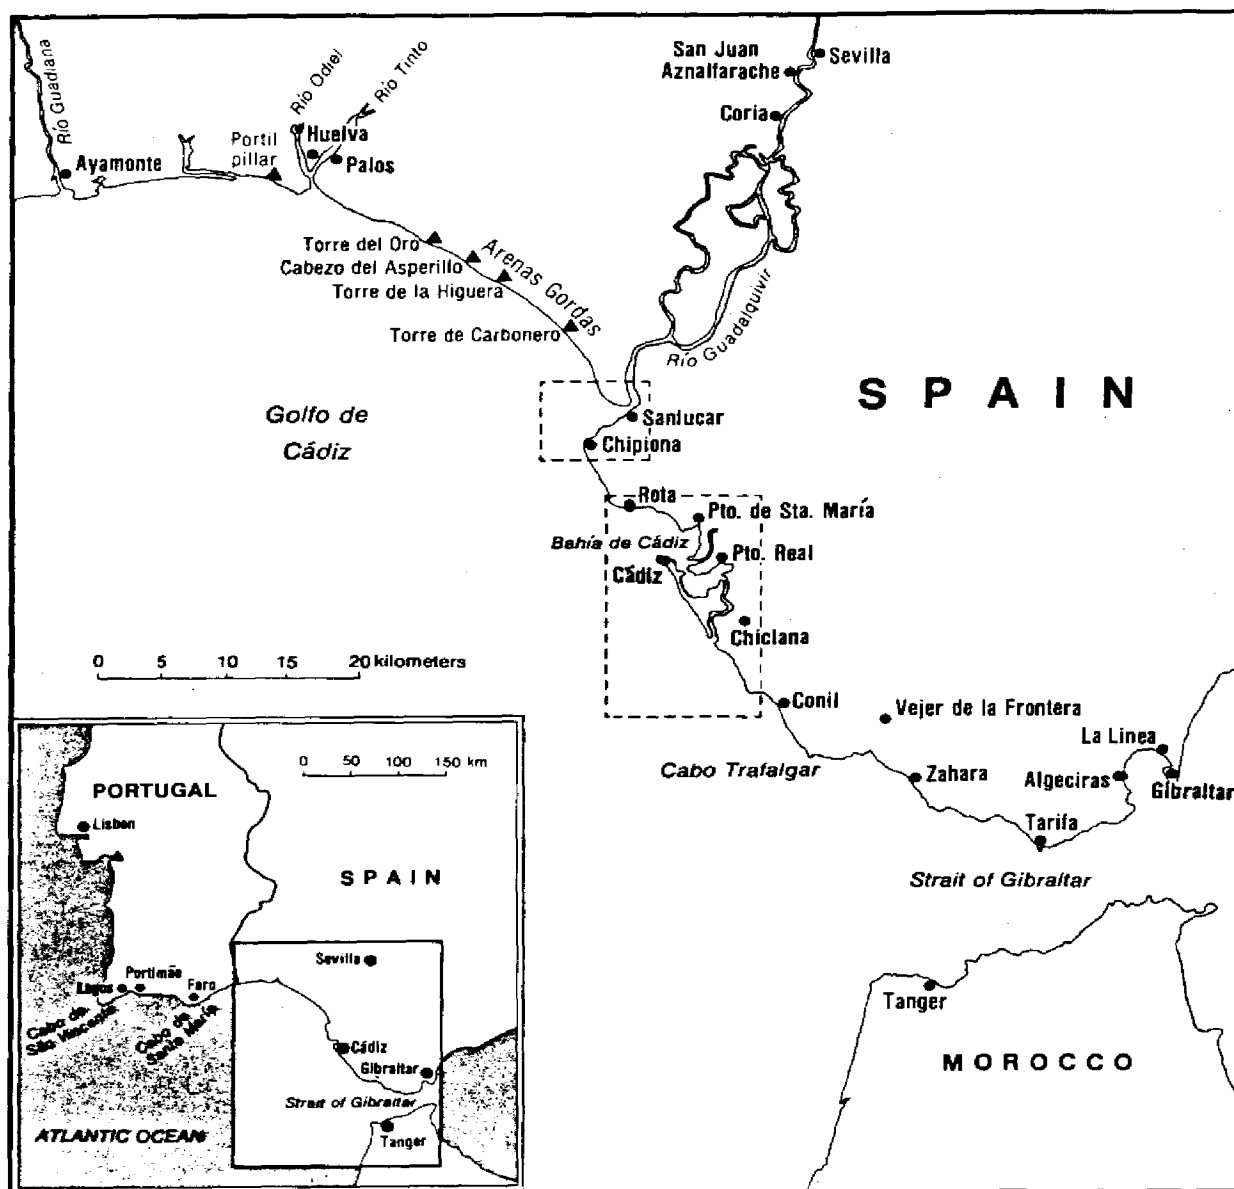 Río Guadiana
Ayamonte
Portil
pillar
Río Odiel
Río Tinto
Huelva
Palos
San Juan
Aznalfarache
Sevilla
Coria
Torre del Oro
Cabezo del Asperillo
Torre de la Higuera
Arenas Gordas
Torre de Carbonero
Río Guadalquivir
SPAIN
Golfo de
Cádiz
Sanlucar
Chipiona
Rota
Pto. de Sta. María
Bahía de Cádiz
Pto. Real
Cádiz
Chiclana
0 5 10 15 20 kilometers
Conil
Vejer de la Frontera
La Linea
Cabo Trafalgar
Zahara
Algeciras
Gibraltar
Tarifa
Strait of Gibraltar
Tanger
MOROCCO
0 50 100 150 km
PORTUGAL
Lisbon
SPAIN
Sevilla
Portimão
Lagos
Faro
Cabo de
São Vincente
Cabo de
Santa María
Cádiz
Gibraltar
Strait of Gibraltar
ATLANTIC OCEAN
Tanger